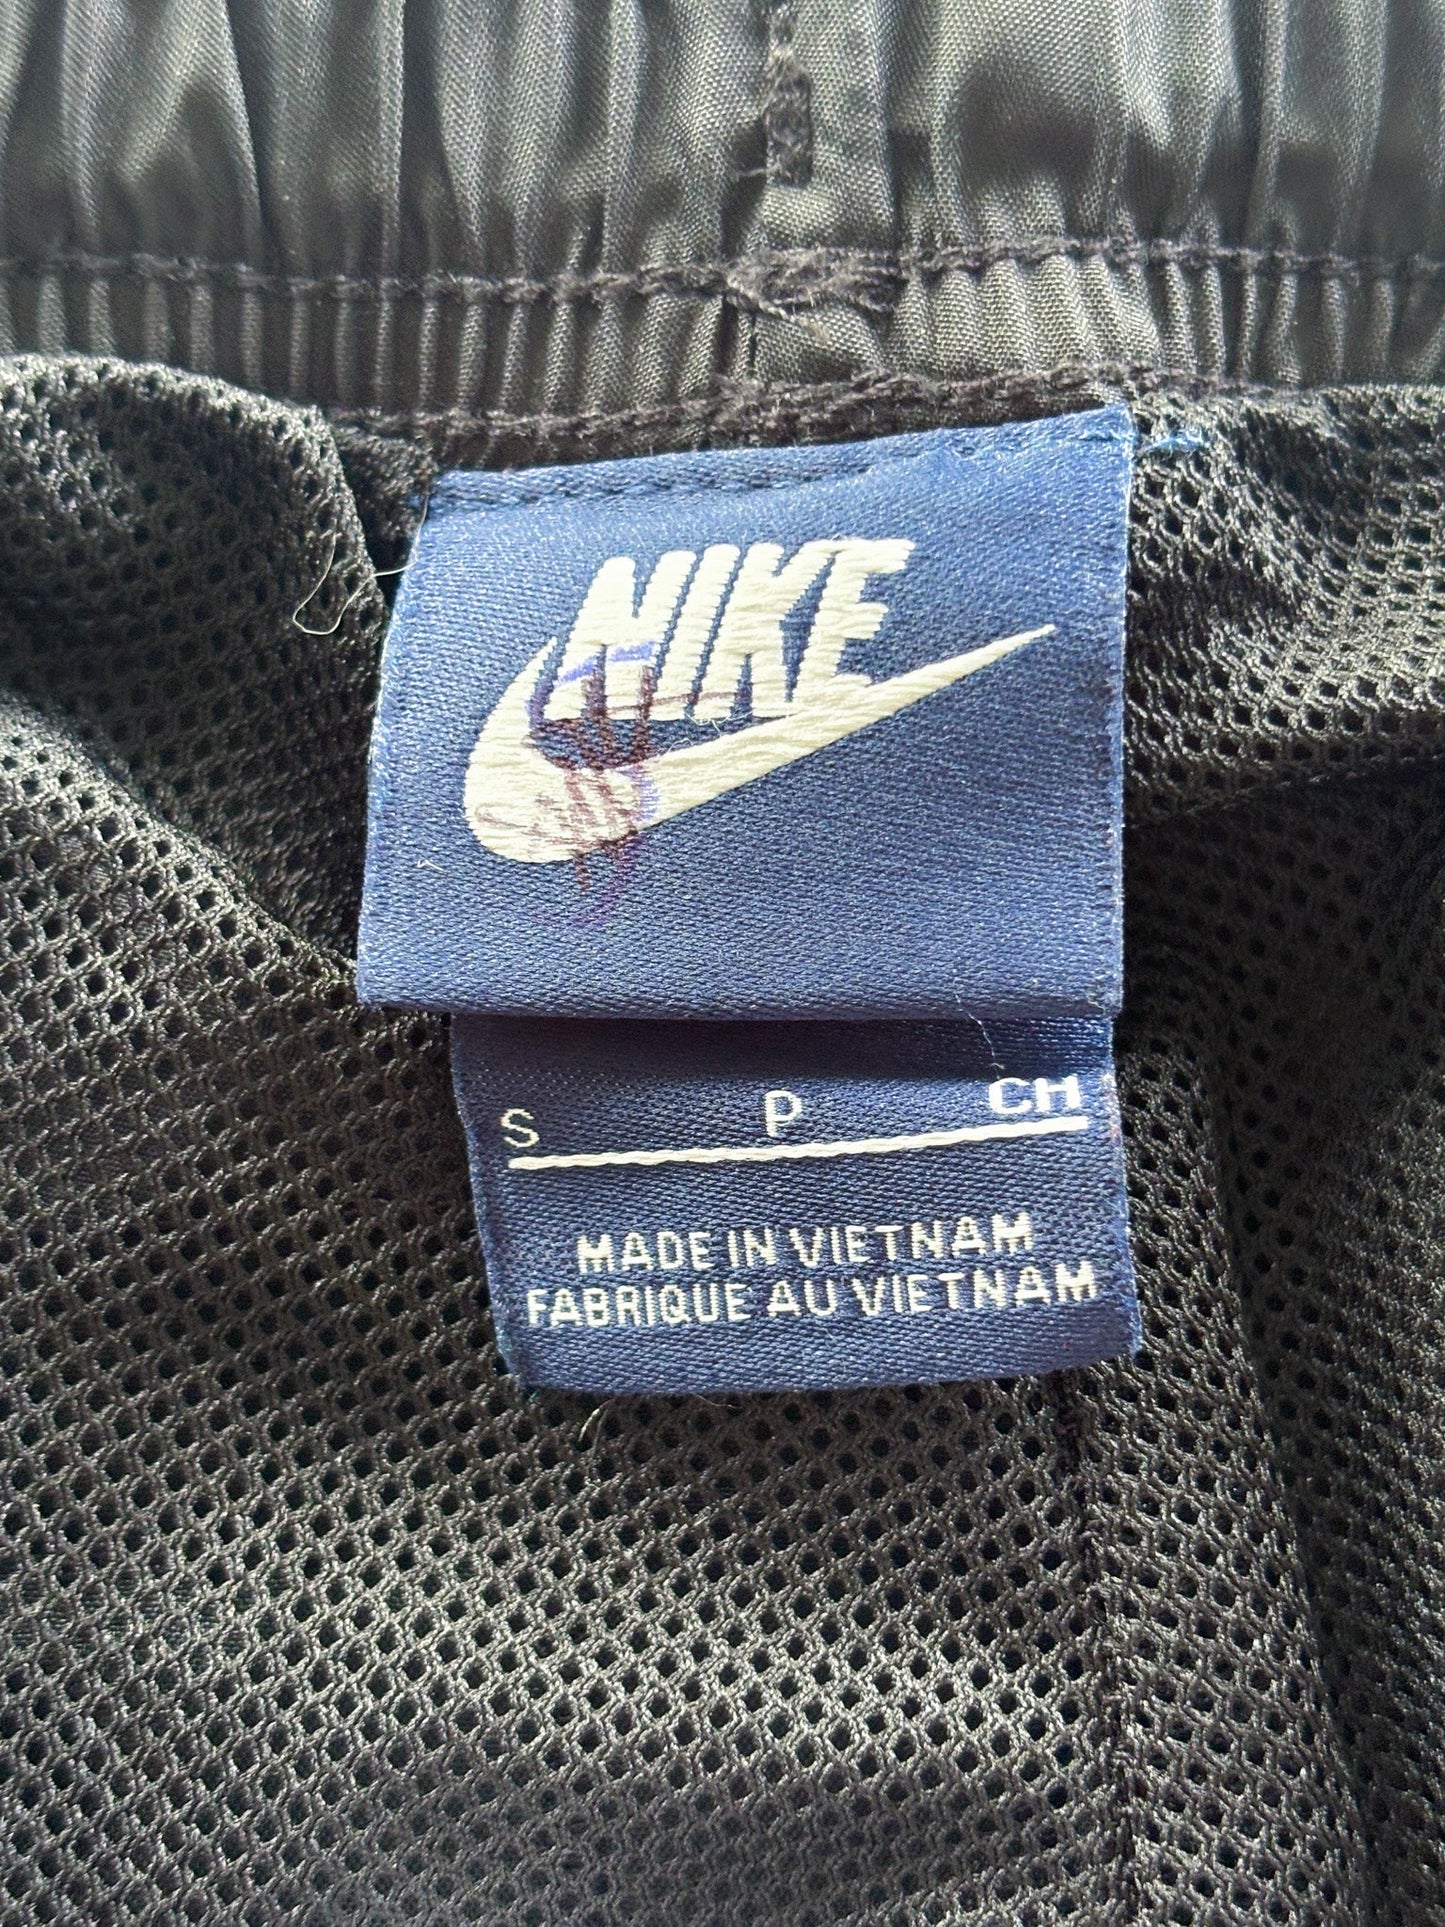 NIKE
S P CH
MADE IN VIETNAM
FABRIQUE AU VIETNAM